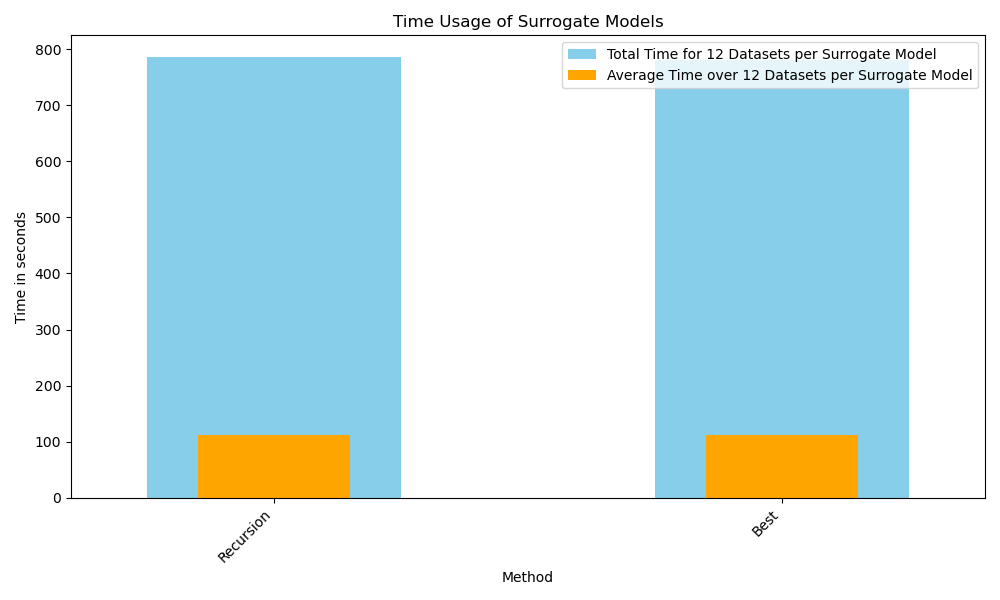 Time Usage of Surrogate Models
Total Time for 12 Datasets per Surrogate Model
Average Time over 12 Datasets per Surrogate Model
Time in seconds
800
700
600
500
400
300
200
100
0
Recursion
Best
Method